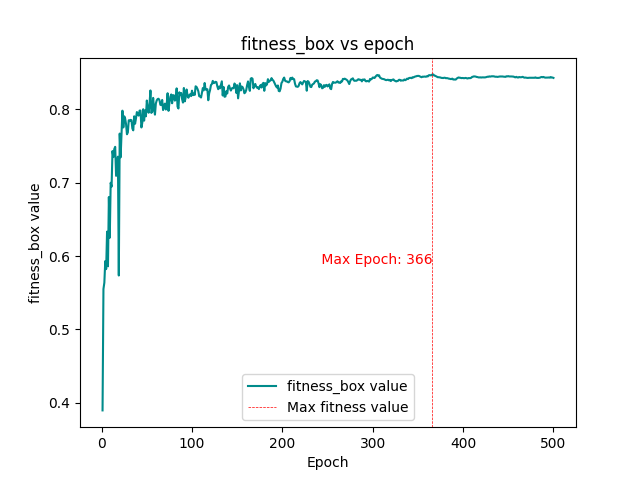 fitness_box vs epoch
fitness_box value
0.8
0.7
0.6
0.5
0.4
Max Epoch: 366
fitness_box value
Max fitness value
0
100
200
300
400
500
Epoch